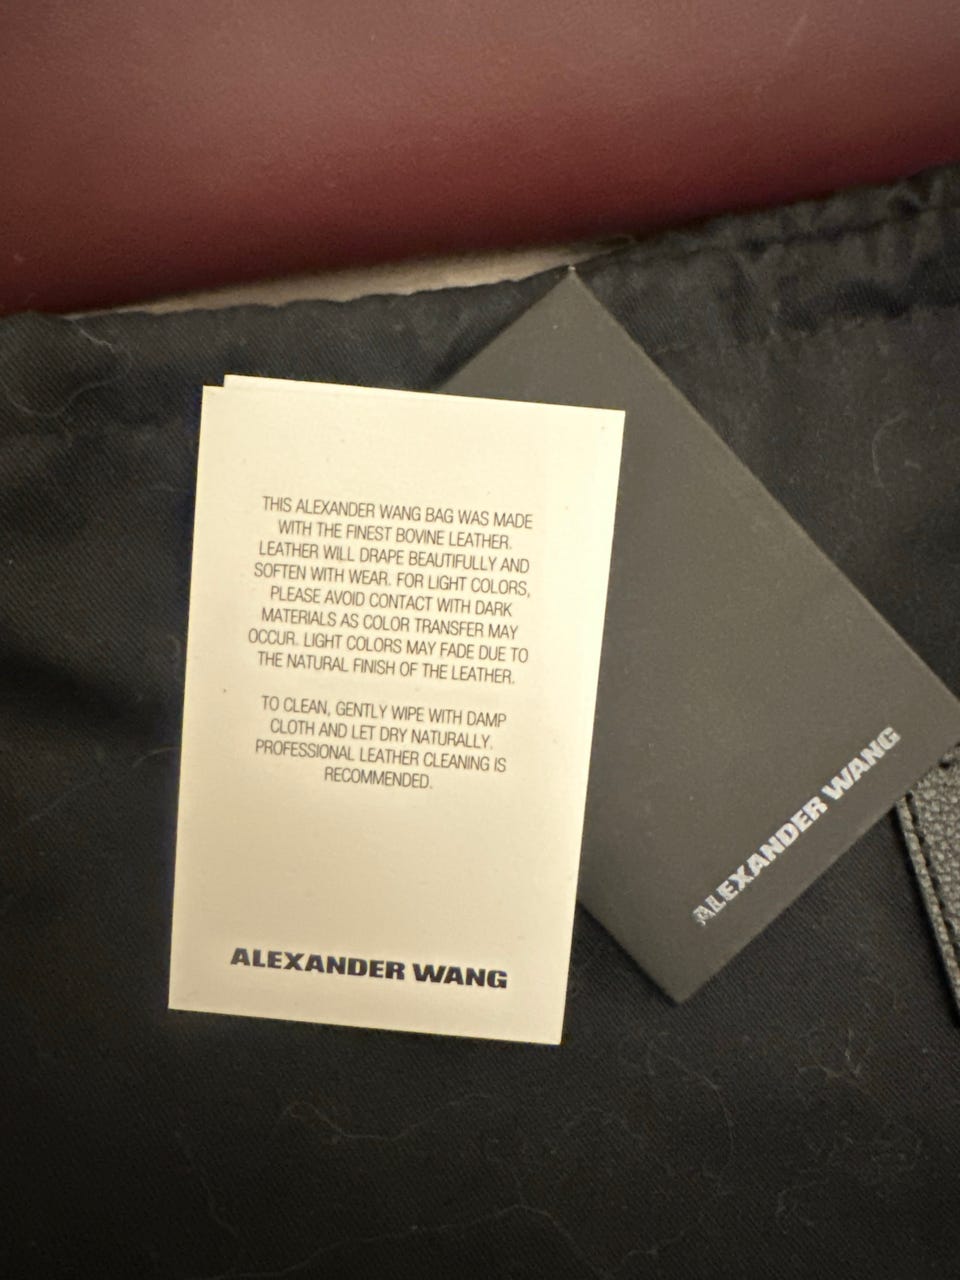 THIS ALEXANDER WANG BAG WAS MADE
WITH THE FINEST BOVINE LEATHER.
LEATHER WILL DRAPE BEAUTIFULLY AND
SOFTEN WITH WEAR. FOR LIGHT COLORS,
PLEASE AVOID CONTACT WITH DARK
MATERIALS AS COLOR TRANSFER MAY
OCCUR. LIGHT COLORS MAY FADE DUE TO
THE NATURAL FINISH OF THE LEATHER.
TO CLEAN, GENTLY WIPE WITH DAMP
CLOTH AND LET DRY NATURALLY.
PROFESSIONAL LEATHER CLEANING IS
RECOMMENDED.
ALEXANDER WANG
ALEXANDER WANG